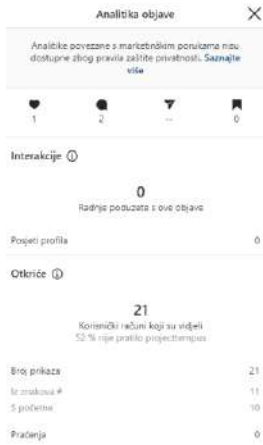 Analitika objave
Analitike povezane s marketinškim porukama nisu
dostupne zbog pravila zaštite privatnosti. Saznajte
više
1 2 -- 0
Interakcije
0
Radnje poduzete s ove objave
Posjeti profila 0
Otkriće
21
Korisnički računi koji su vidjeli
52 % nije pratilo projecttempus
Broj prikaza 21
Iz znakova # 11
S početne 10
Praćenja 0